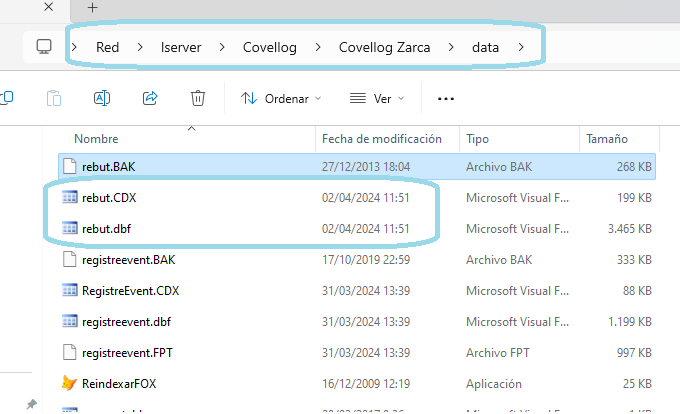 Red > lserver > Covellog > Covellog Zarca > data >
Ordenar Ver ...
Nombre Fecha de modificación Tipo Tamaño
rebut.BAK 27/12/2013 18:04 Archivo BAK 268 KB
rebut.CDX 02/04/2024 11:51 Microsoft Visual F... 199 KB
rebut.dbf 02/04/2024 11:51 Microsoft Visual F... 3.465 KB
registreevent.BAK 17/10/2019 22:59 Archivo BAK 333 KB
RegistreEvent.CDX 31/03/2024 13:39 Microsoft Visual F... 88 KB
registreevent.dbf 31/03/2024 13:39 Microsoft Visual F... 1.199 KB
registreevent.FPT 31/03/2024 13:39 Archivo FPT 997 KB
ReindexarFOX 16/12/2009 12:19 Aplicación 25 KB